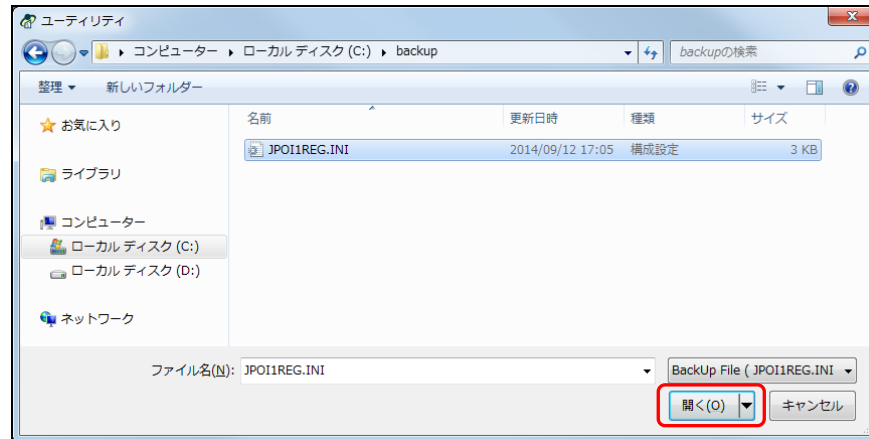 ユーティリティ
コンピューター ▸ ローカル ディスク (C:) ▸ backup
backupの検索
整理 新しいフォルダー
お気に入り
ライブラリ
コンピューター
ローカル ディスク (C:)
ローカル ディスク (D:)
ネットワーク
名前 更新日時 種類 サイズ
JPOI1REG.INI 2014/09/12 17:05 構成設定 3 KB
ファイル名(N): JPOI1REG.INI
BackUp File ( JPOI1REG.INI
開く(O) キャンセル